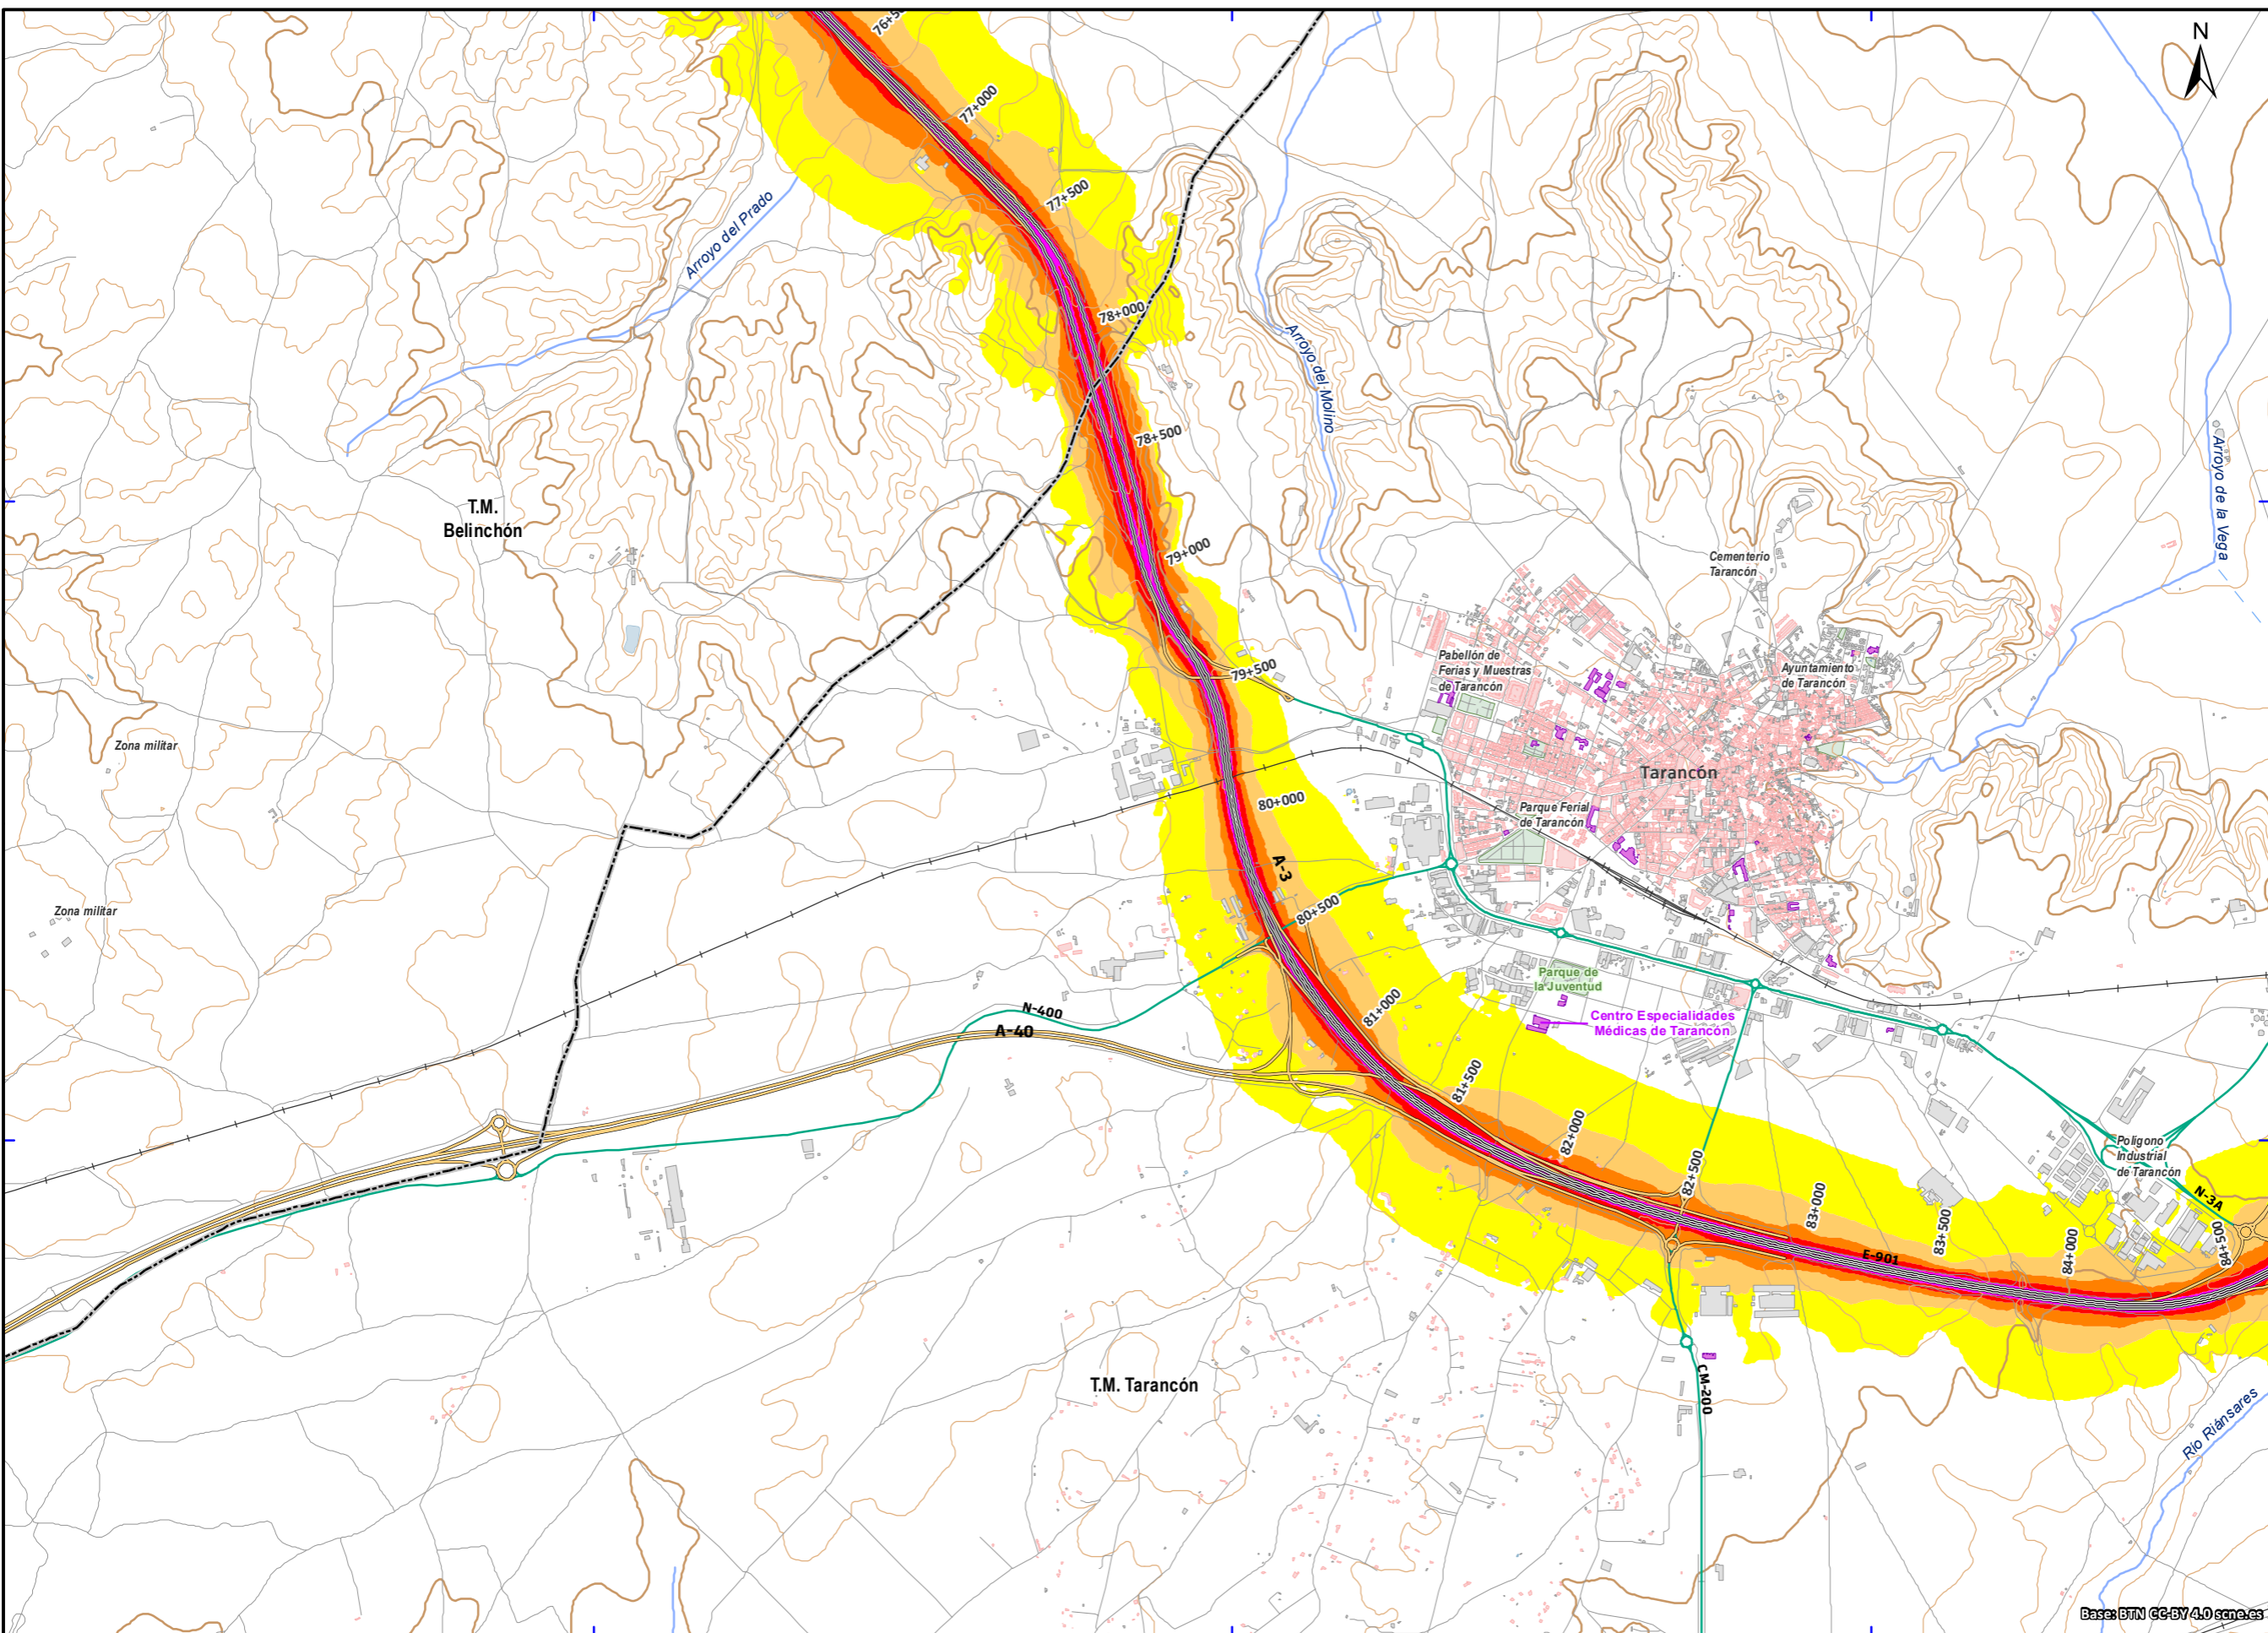 76+50
N
77+000
77+500
Arroyo del Prado
78+000
Arroyo del Molino
78+500
Arroyo de la Vega
T.M.
Belinchón
79+000
Cementerio
Tarancón
Pabellón de
Ferias y Muestras
de Tarancón
79+500
Ayuntamiento
de Tarancón
Zona militar
Tarancón
80+000
Parque Ferial
de Tarancón
A-3
Zona militar
80+500
Parque de
la Juventud
N-400
A-40
81+000
Centro Especialidades
Médicas de Tarancón
81+500
82+000
82+500
Polígono
Industrial
de Tarancón
N-3A
83+000
83+500
84+000
84+500
E-901
T.M. Tarancón
CM-200
Río Riánsares
Base: BTN CC-BY 4.0 scne.es